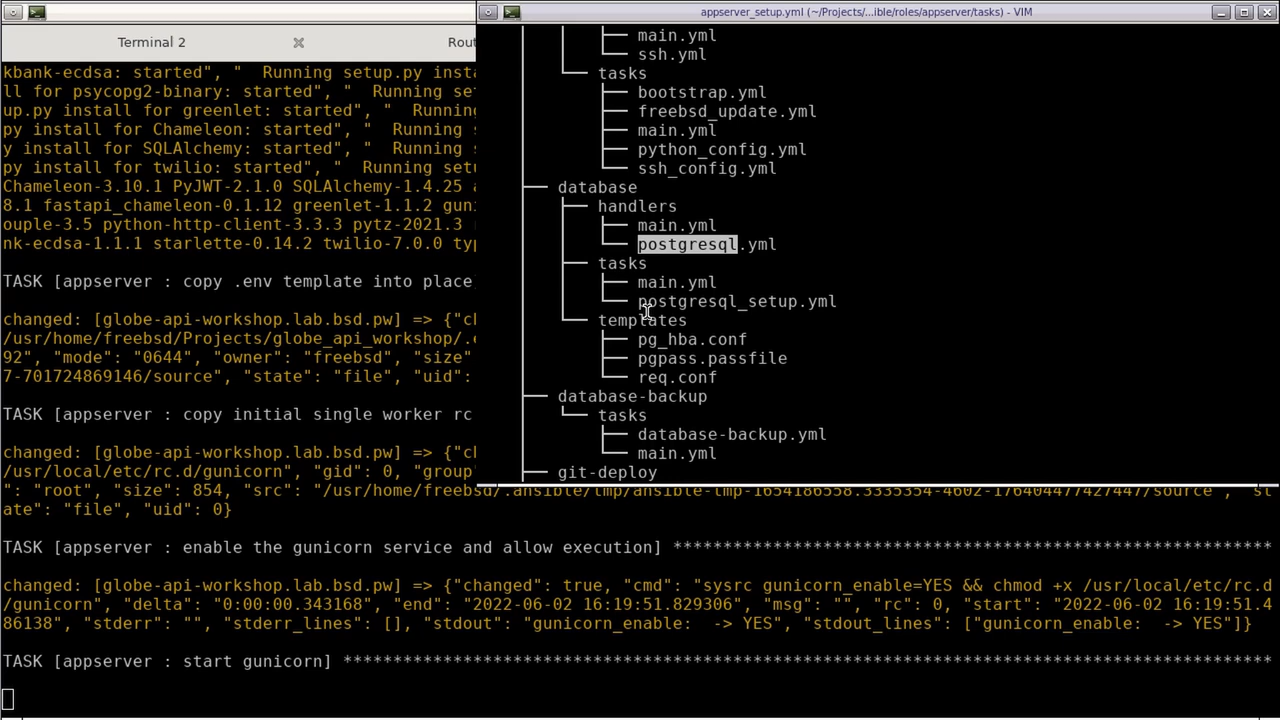 appserver_setup.yml (~/Projects/...ible/roles/appserver/tasks) - VIM
Terminal 2
Rout
kbank-ecdsa: started", "  Running setup.py insta
ll for psycopg2-binary: started", "  Running set
up.py install for greenlet: started", "  Running
py install for Chameleon: started", "  Running s
y install for SQLAlchemy: started", "  Running s
py install for twilio: started", "  Running setu
Chameleon-3.10.1 PyJWT-2.1.0 SQLAlchemy-1.4.25 a
8.1 fastapi_chameleon-0.1.12 greenlet-1.1.2 guni
ouple-3.5 python-http-client-3.3.3 pytz-2021.3 r
nk-ecdsa-1.1.1 starlette-0.14.2 twilio-7.0.0 typ
TASK [appserver : copy .env template into place]
changed: [globe-api-workshop.lab.bsd.pw] => {"ch
/usr/home/freebsd/Projects/globe_api_workshop/.e
92", "mode": "0644", "owner": "freebsd", "size"
7-701724869146/source", "state": "file", "uid":
TASK [appserver : copy initial single worker rc
changed: [globe-api-workshop.lab.bsd.pw] => {"ch
/usr/local/etc/rc.d/gunicorn", "gid": 0, "group"
": "root", "size": 854, "src": "/usr/home/freebsd/.ansible/tmp/ansible-tmp-1654186558.3335354-4602-176404477427447/source", "st
ate": "file", "uid": 0}
TASK [appserver : enable the gunicorn service and allow execution] ************************************************************
changed: [globe-api-workshop.lab.bsd.pw] => {"changed": true, "cmd": "sysrc gunicorn_enable=YES && chmod +x /usr/local/etc/rc.d
/gunicorn", "delta": "0:00:00.343168", "end": "2022-06-02 16:19:51.829306", "msg": "", "rc": 0, "start": "2022-06-02 16:19:51.4
86138", "stderr": "", "stderr_lines": [], "stdout": "gunicorn_enable:  -> YES", "stdout_lines": ["gunicorn_enable:  -> YES"]}
TASK [appserver : start gunicorn] *********************************************************************************************
├── main.yml
└── ssh.yml
└── tasks
├── bootstrap.yml
├── freebsd_update.yml
├── main.yml
├── python_config.yml
└── ssh_config.yml
├── database
├── handlers
├── main.yml
└── postgresql.yml
├── tasks
├── main.yml
└── postgresql_setup.yml
└── templates
├── pg_hba.conf
├── pgpass.passfile
└── req.conf
├── database-backup
└── tasks
├── database-backup.yml
└── main.yml
├── git-deploy